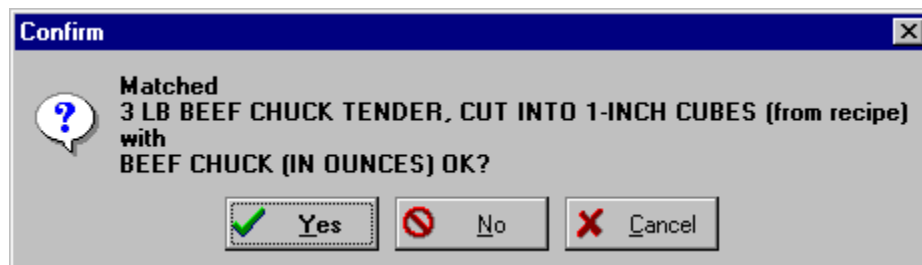 Confirm
Matched
3 LB BEEF CHUCK TENDER, CUT INTO 1-INCH CUBES (from recipe)
with
BEEF CHUCK (IN OUNCES) OK?
Yes No Cancel